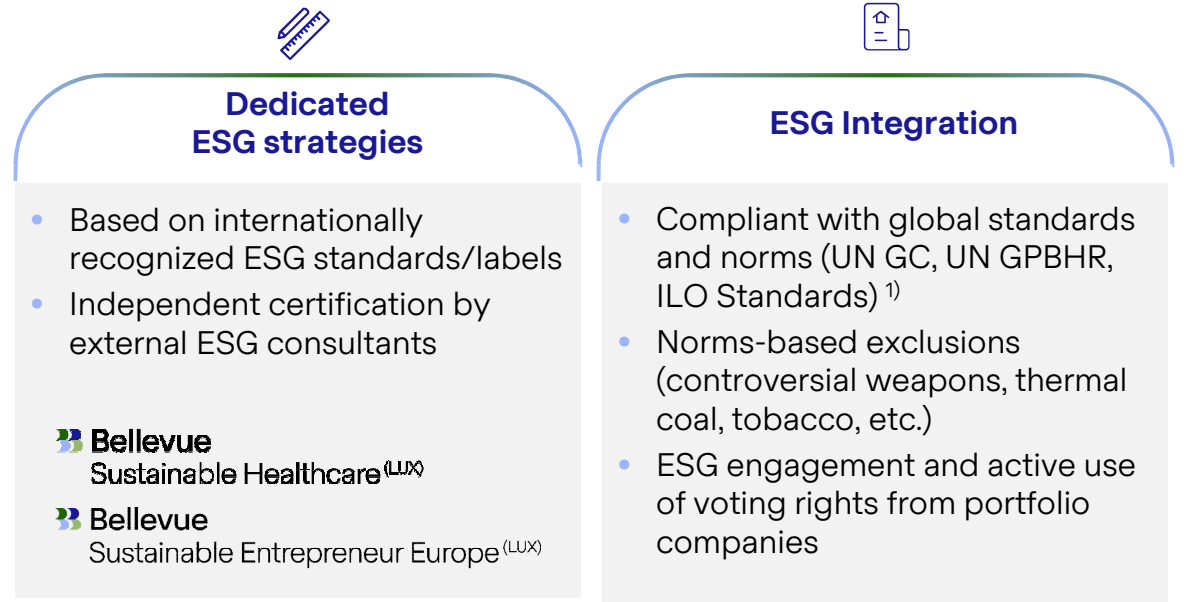 Dedicated
ESG strategies
• Based on internationally
recognized ESG standards/labels
• Independent certification by
external ESG consultants
Bellevue
Sustainable Healthcare (LUX)
Bellevue
Sustainable Entrepreneur Europe (LUX)
ESG Integration
• Compliant with global standards
and norms (UN GC, UN GPBHR,
ILO Standards) 1)
• Norms-based exclusions
(controversial weapons, thermal
coal, tobacco, etc.)
• ESG engagement and active use
of voting rights from portfolio
companies